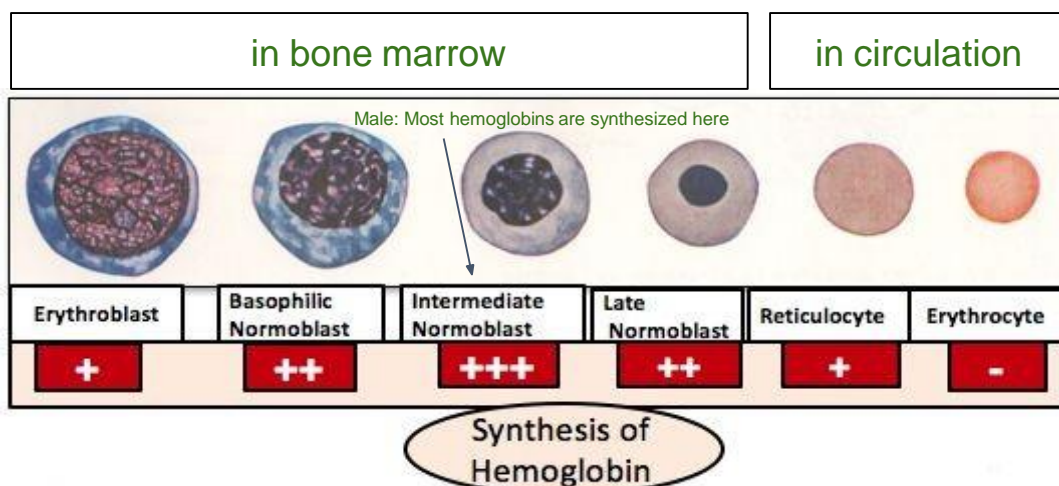 in bone marrow
in circulation
Male: Most hemoglobins are synthesized here
Erythroblast
Basophilic
Normoblast
Intermediate
Normoblast
Late
Normoblast
Reticulocyte
Erythrocyte
+
++
+++
++
+
-
Synthesis of
Hemoglobin